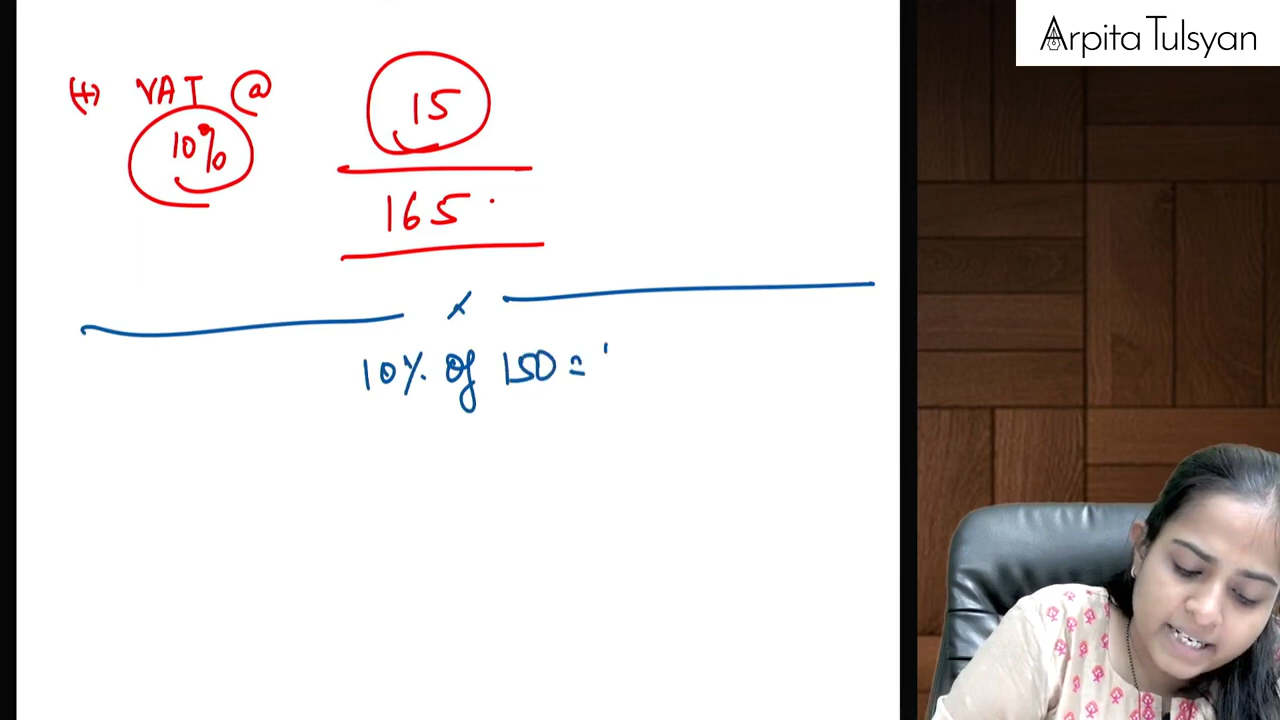 Arpita Tulsyan
(+) VAT @ 15
10%
165
x
10% of 150 =